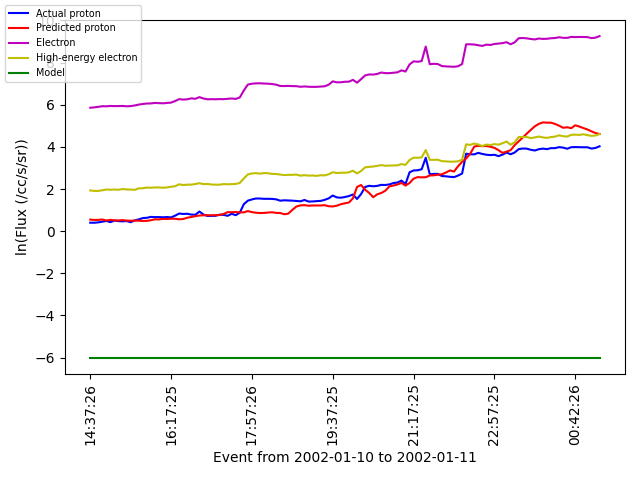 Actual proton
Predicted proton
Electron
High-energy electron
Model
6
4
2
0
−2
−4
−6
ln(Flux (/cc/s/sr))
14:37:26
16:17:25
17:57:26
19:37:25
21:17:25
22:57:25
00:42:26
Event from 2002-01-10 to 2002-01-11